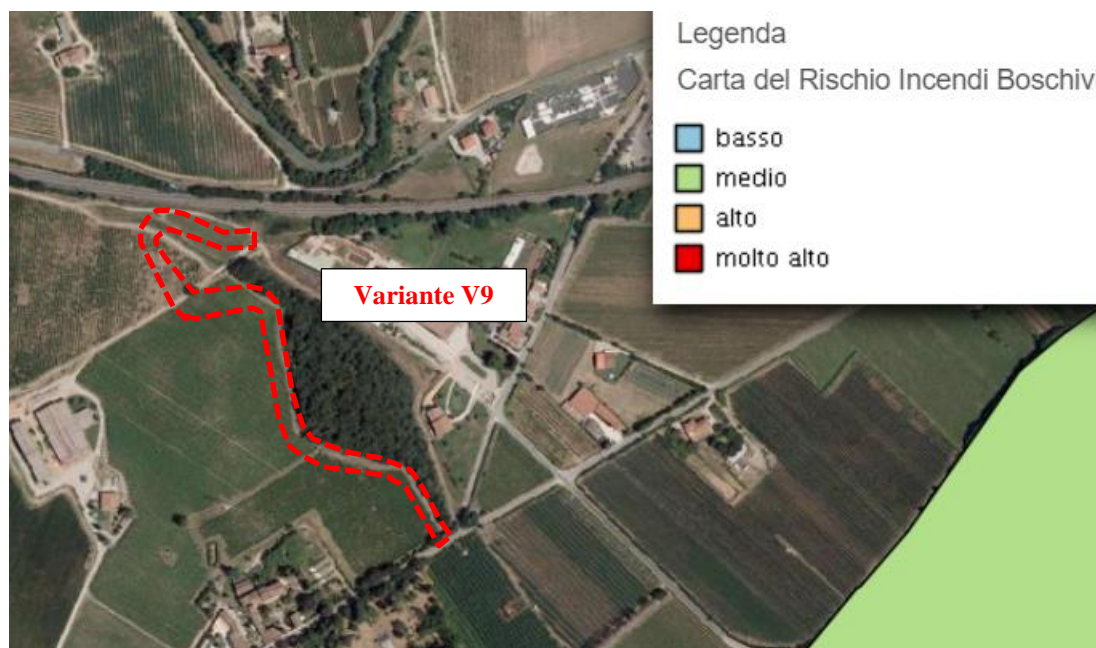 Legenda
Carta del Rischio Incendi Boschiv
basso
medio
alto
molto alto
Variante V9